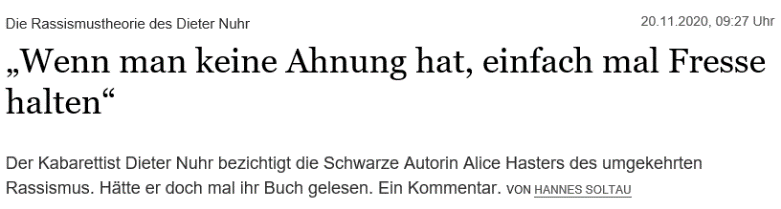 Die Rassismustheorie des Dieter Nuhr 20.11.2020, 09:27 Uhr
„Wenn man keine Ahnung hat, einfach mal Fresse
halten“
Der Kabarettist Dieter Nuhr bezichtigt die Schwarze Autorin Alice Hasters des umgekehrten
Rassismus. Hätte er doch mal ihr Buch gelesen. Ein Kommentar. VON HANNES SOLTAU